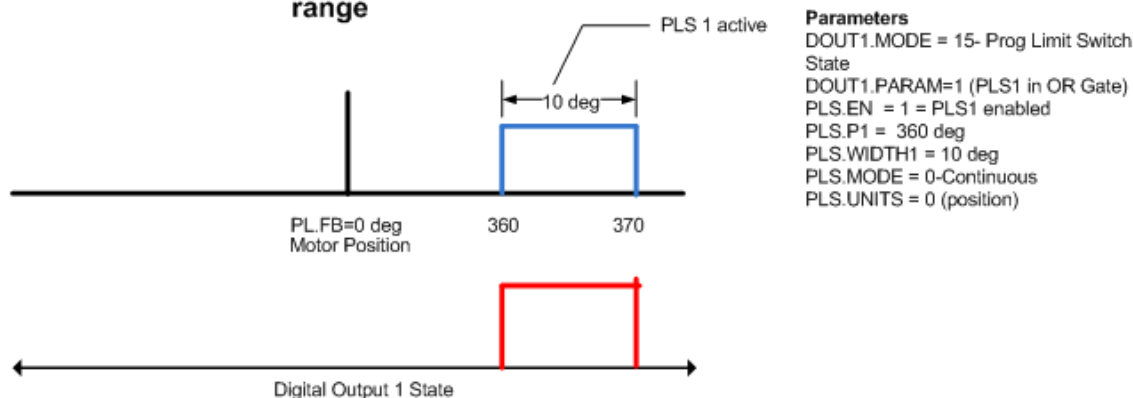 range
PLS 1 active
10 deg
PL.FB=0 deg
Motor Position
360
370
Digital Output 1 State
Parameters
DOUT1.MODE = 15- Prog Limit Switch
State
DOUT1.PARAM=1 (PLS1 in OR Gate)
PLS.EN = 1 = PLS1 enabled
PLS.P1 = 360 deg
PLS.WIDTH1 = 10 deg
PLS.MODE = 0-Continuous
PLS.UNITS = 0 (position)